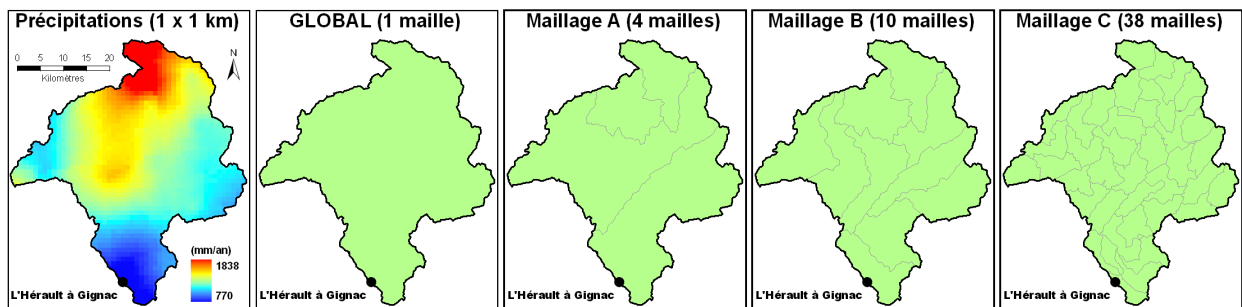 Précipitations (1 x 1 km)
0 5 10 15 20
Kilomètres
N
(mm/an)
1838
770
L'Hérault à Gignac
GLOBAL (1 maille)
L'Hérault à Gignac
Maillage A (4 mailles)
L'Hérault à Gignac
Maillage B (10 mailles)
L'Hérault à Gignac
Maillage C (38 mailles)
L'Hérault à Gignac